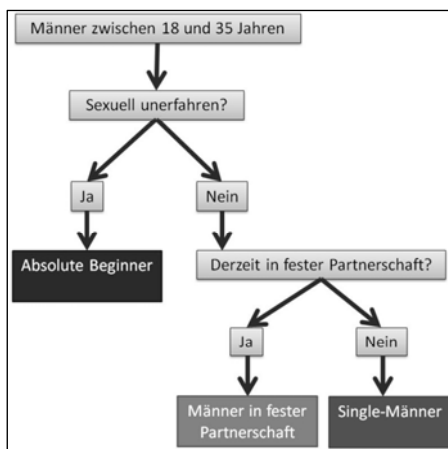 Männer zwischen 18 und 35 Jahren
Sexuell unerfahren?
Ja
Nein
Absolute Beginner
Derzeit in fester Partnerschaft?
Ja
Nein
Männer in fester
Partnerschaft
Single-Männer